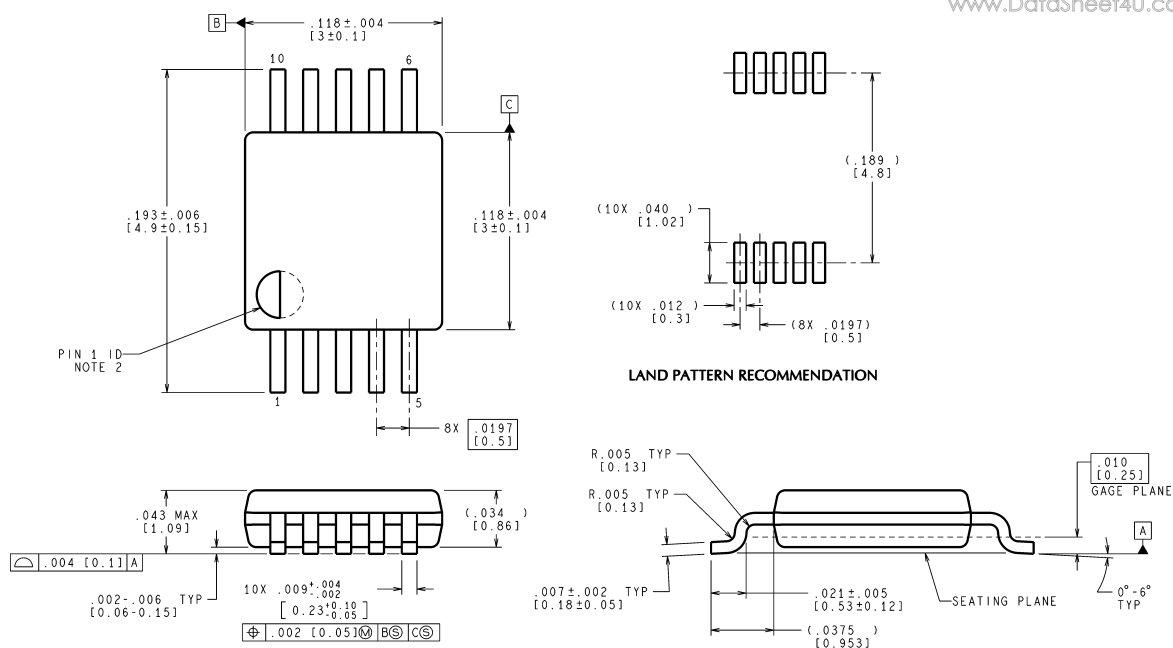 www.DataSheet4U.co
B
.118±.004
[3±0.1]
10
6
C
.193±.006
[4.9±0.15]
.118±.004
[3±0.1]
PIN 1 ID
NOTE 2
1
5
8X .0197
[0.5]
(.189 )
[4.8]
(10X .040 )
[1.02]
(10X .012 )
[0.3]
(8X .0197)
[0.5]
LAND PATTERN RECOMMENDATION
.043 MAX
[1.09]
(.034 )
[0.86]
⌓ .004 [0.1] A
.002-.006 TYP
[0.06-0.15]
10X .009+.004-.002
[0.23+0.10-0.05]
⌖ .002 [0.05]Ⓜ BⓈ CⓈ
R.005 TYP
[0.13]
R.005 TYP
[0.13]
.010
[0.25]
GAGE PLANE
A
.007±.002 TYP
[0.18±0.05]
.021±.005
[0.53±0.12]
(.0375 )
[0.953]
SEATING PLANE
0°-6°
TYP